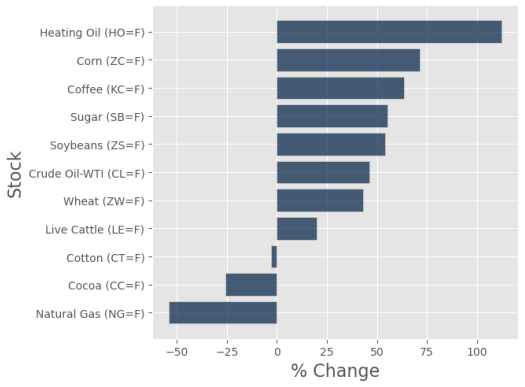 Heating Oil (HO=F)
Corn (ZC=F)
Coffee (KC=F)
Sugar (SB=F)
Soybeans (ZS=F)
Crude Oil-WTI (CL=F)
Wheat (ZW=F)
Live Cattle (LE=F)
Cotton (CT=F)
Cocoa (CC=F)
Natural Gas (NG=F)
Stock
−50 −25 0 25 50 75 100
% Change